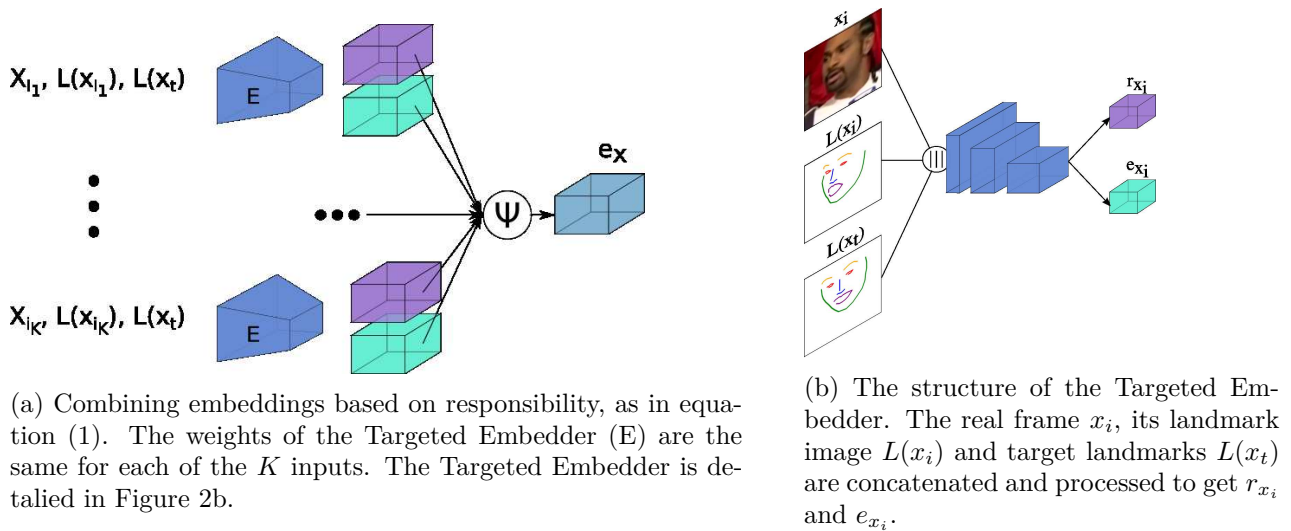 X_{i_1}, L(x_{i_1}), L(x_t)
E
e_x
Ψ
X_{i_K}, L(x_{i_K}), L(x_t)
E
(a) Combining embeddings based on responsibility, as in equa-
tion (1). The weights of the Targeted Embedder (E) are the
same for each of the K inputs. The Targeted Embedder is de-
talied in Figure 2b.
x_i
L(x_i)
L(x_t)
|||
r_{x_i}
e_{x_i}
(b) The structure of the Targeted Em-
bedder. The real frame x_i, its landmark
image L(x_i) and target landmarks L(x_t)
are concatenated and processed to get r_{x_i}
and e_{x_i}.